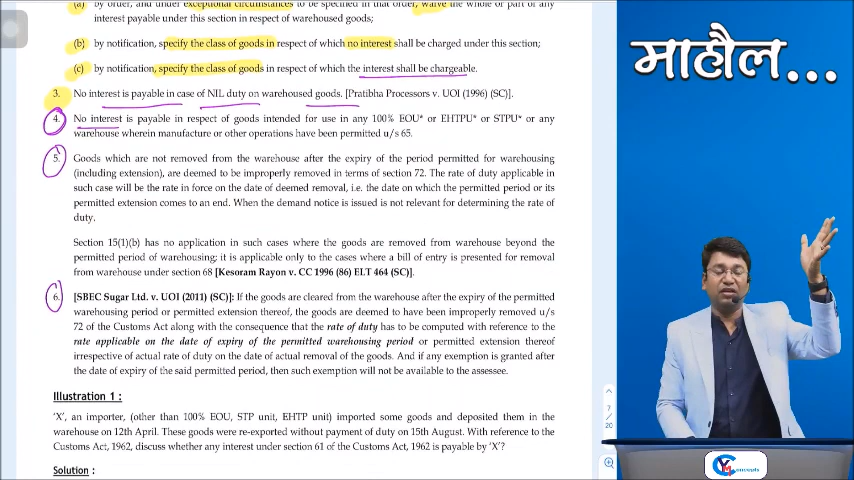 (a) by order, and under exceptional circumstances to be specified in that order, waive the whole or part of any
interest payable under this section in respect of warehoused goods;
(b) by notification, specify the class of goods in respect of which no interest shall be charged under this section;
(c) by notification, specify the class of goods in respect of which the interest shall be chargeable.
3. No interest is payable in case of NIL duty on warehoused goods. [Pratibha Processors v. UOI (1996) (SC)].
4. No interest is payable in respect of goods intended for use in any 100% EOU* or EHTPU* or STPU* or any
warehouse wherein manufacture or other operations have been permitted u/s 65.
5. Goods which are not removed from the warehouse after the expiry of the period permitted for warehousing
(including extension), are deemed to be improperly removed in terms of section 72. The rate of duty applicable in
such case will be the rate in force on the date of deemed removal, i.e. the date on which the permitted period or its
permitted extension comes to an end. When the demand notice is issued is not relevant for determining the rate of
duty.
Section 15(1)(b) has no application in such cases where the goods are removed from warehouse beyond the
permitted period of warehousing; it is applicable only to the cases where a bill of entry is presented for removal
from warehouse under section 68 [Kesoram Rayon v. CC 1996 (86) ELT 464 (SC)].
6. [SBEC Sugar Ltd. v. UOI (2011) (SC)]: If the goods are cleared from the warehouse after the expiry of the permitted
warehousing period or permitted extension thereof, the goods are deemed to have been improperly removed u/s
72 of the Customs Act along with the consequence that the rate of duty has to be computed with reference to the
rate applicable on the date of expiry of the permitted warehousing period or permitted extension thereof
irrespective of actual rate of duty on the date of actual removal of the goods. And if any exemption is granted after
the date of expiry of the said permitted period, then such exemption will not be available to the assessee.
Illustration 1 :
'X', an importer, (other than 100% EOU, STP unit, EHTP unit) imported some goods and deposited them in the
warehouse on 12th April. These goods were re-exported without payment of duty on 15th August. With reference to the
Customs Act, 1962, discuss whether any interest under section 61 of the Customs Act, 1962 is payable by 'X'?
Solution :
माहौल...
7
20